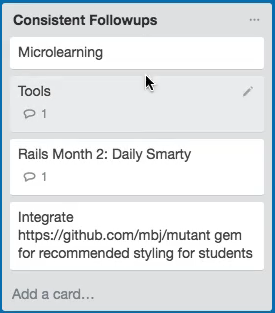 Consistent Followups
Microlearning
Tools
1
Rails Month 2: Daily Smarty
1
Integrate
https://github.com/mbj/mutant gem
for recommended styling for students
Add a card…